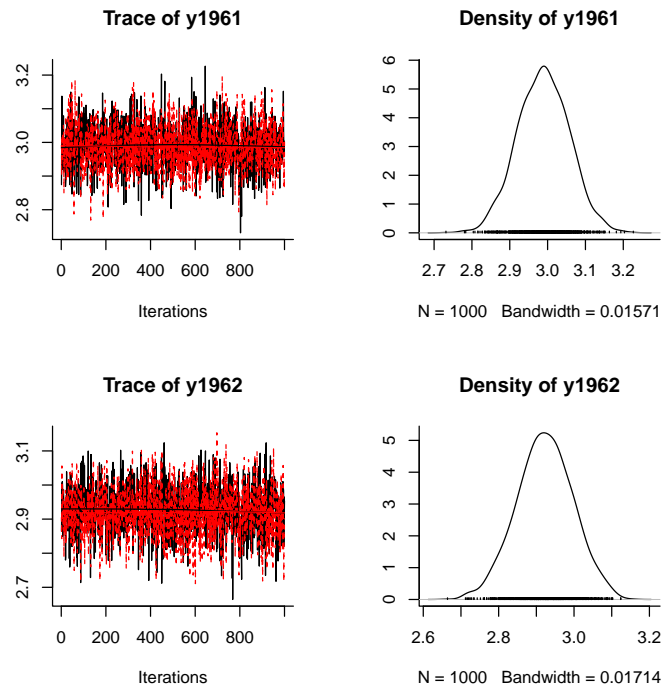 Trace of y1961
2.8 3.0 3.2
0 200 400 600 800
Iterations
Density of y1961
0 1 2 3 4 5 6
2.7 2.8 2.9 3.0 3.1 3.2
N = 1000 Bandwidth = 0.01571
Trace of y1962
2.7 2.9 3.1
0 200 400 600 800
Iterations
Density of y1962
0 1 2 3 4 5
2.6 2.8 3.0 3.2
N = 1000 Bandwidth = 0.01714